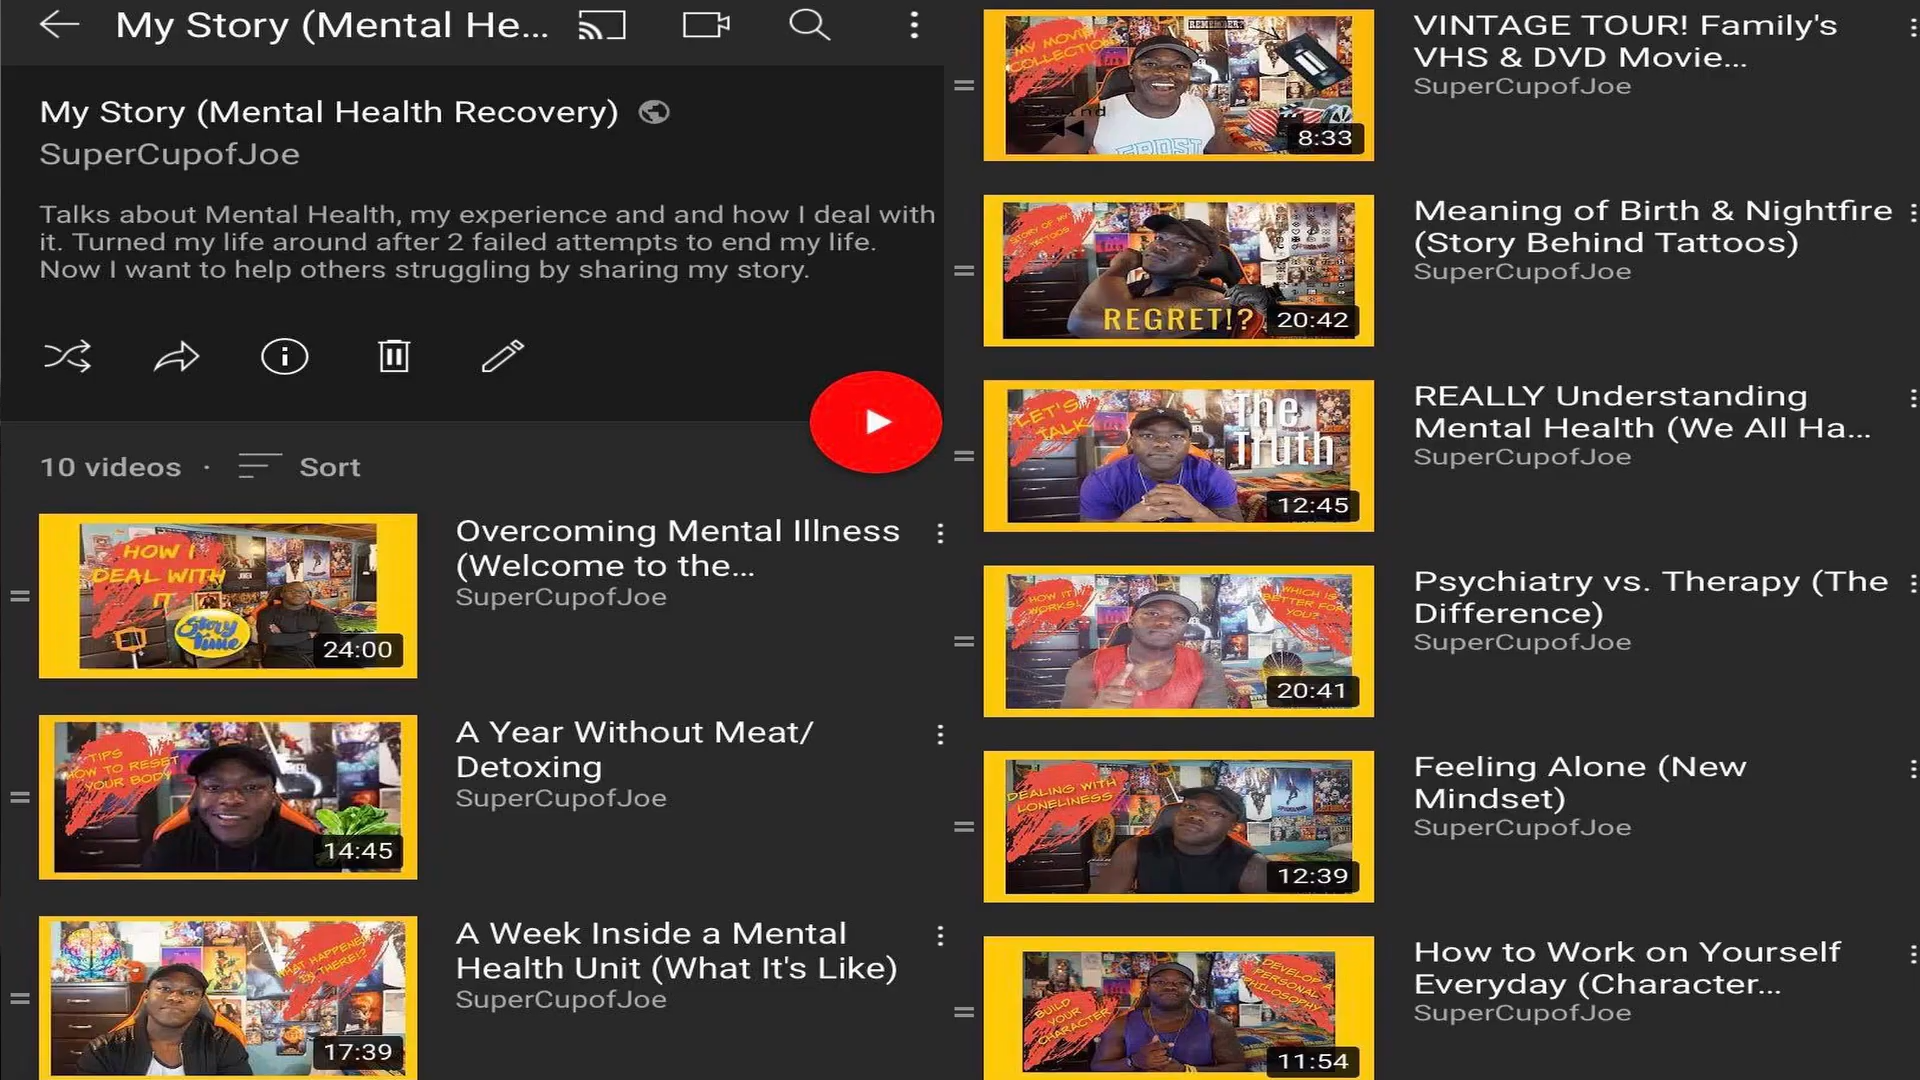 My Story (Mental He...
My Story (Mental Health Recovery)
SuperCupofJoe
Talks about Mental Health, my experience and and how I deal with
it. Turned my life around after 2 failed attempts to end my life.
Now I want to help others struggling by sharing my story.
10 videos · Sort
HOW I
DEAL WITH
IT
Story
Time
24:00
Overcoming Mental Illness
(Welcome to the...
SuperCupofJoe
TIPS
HOW TO RESET
YOUR BODY
14:45
A Year Without Meat/
Detoxing
SuperCupofJoe
WHAT HAPPENED
IN THERE!?
17:39
A Week Inside a Mental
Health Unit (What It's Like)
SuperCupofJoe
MY MOVIE
COLLECTION
REMEMBER
8:33
VINTAGE TOUR! Family's
VHS & DVD Movie...
SuperCupofJoe
STORY OF MY
TATTOOS
REGRET!?
20:42
Meaning of Birth & Nightfire
(Story Behind Tattoos)
SuperCupofJoe
LET'S
TALK
The
Truth
12:45
REALLY Understanding
Mental Health (We All Ha...
SuperCupofJoe
HOW IT
WORKS!
WHICH IS
BETTER FOR
YOU?
20:41
Psychiatry vs. Therapy (The
Difference)
SuperCupofJoe
DEALING WITH
LONELINESS
12:39
Feeling Alone (New
Mindset)
SuperCupofJoe
BUILD
YOUR
CHARACTER
DEVELOP A
PERSONAL
PHILOSOPHY
11:54
How to Work on Yourself
Everyday (Character...
SuperCupofJoe